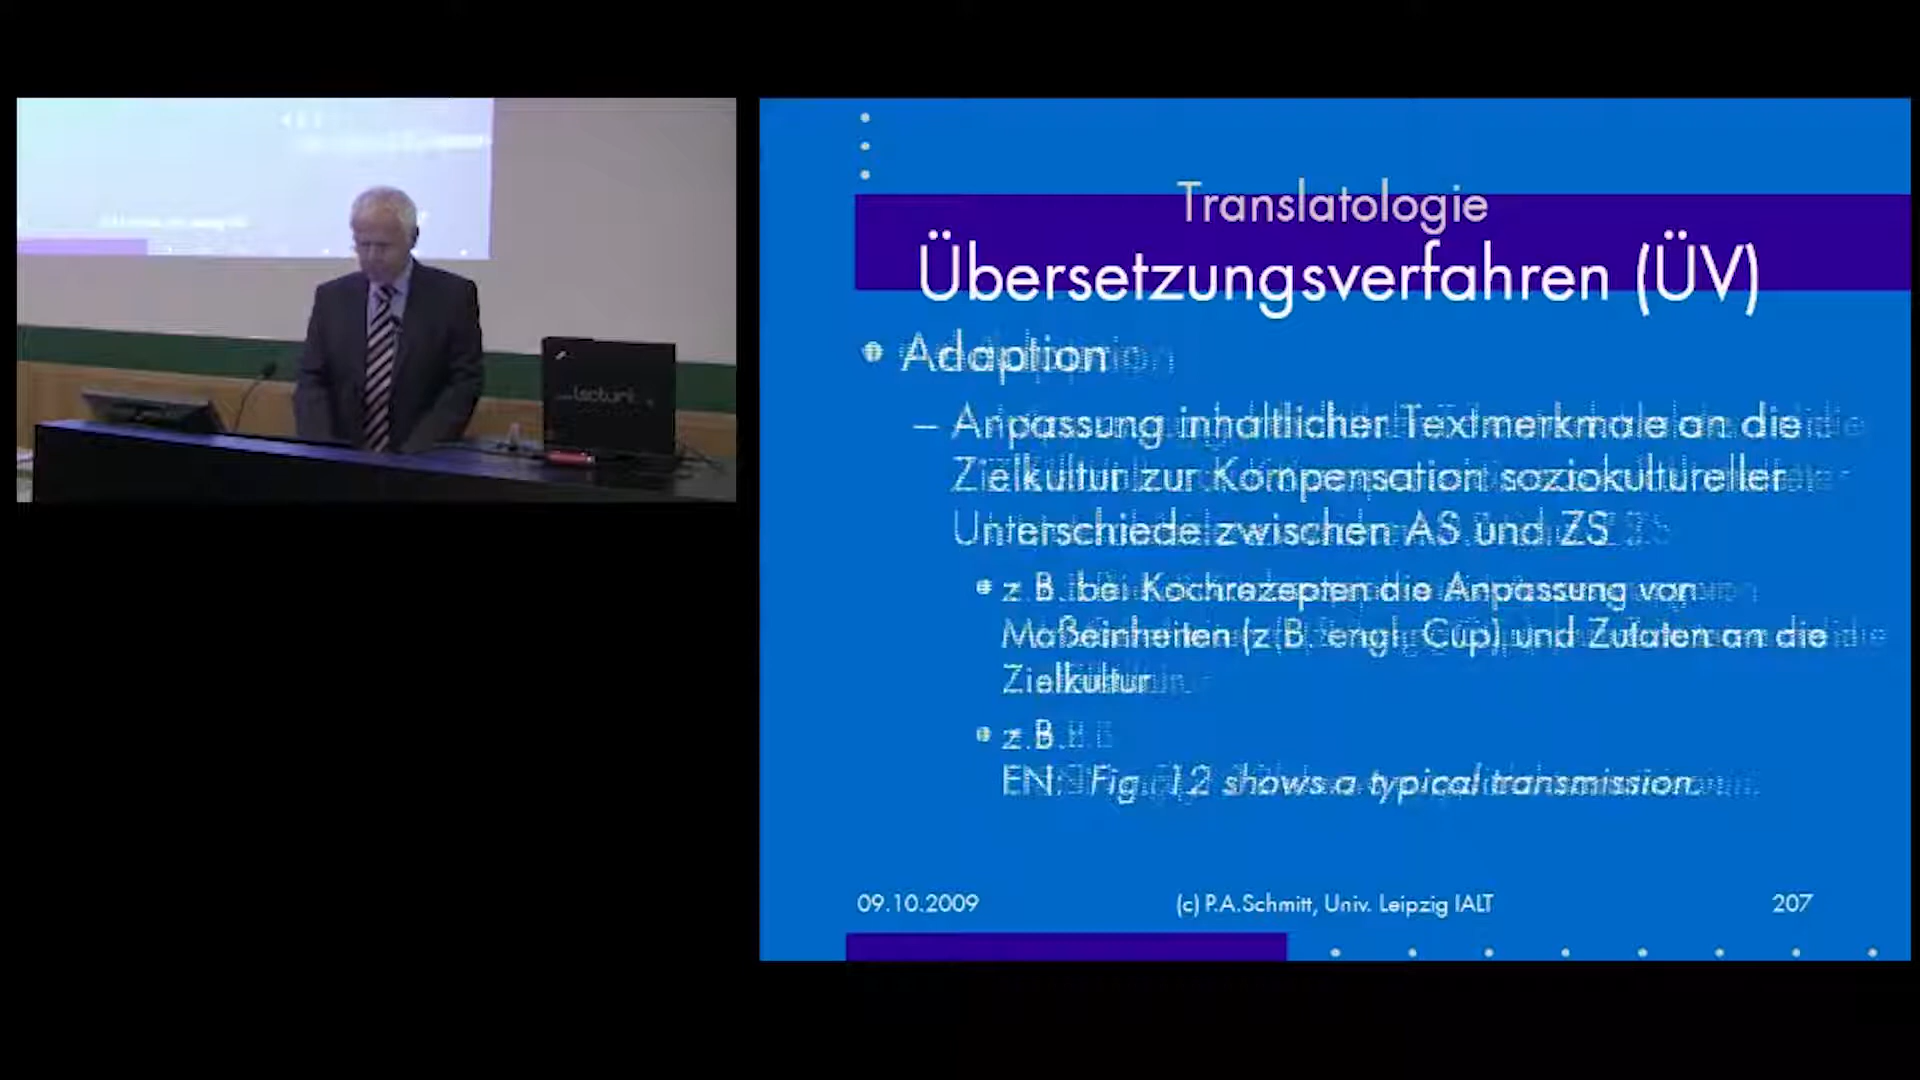 Translatologie
Übersetzungsverfahren (ÜV)
Adaption
– Anpassung inhaltlicher Textmerkmale an die
Zielkultur zur Kompensation soziokultureller
Unterschiede zwischen AS und ZS
z.B. bei Kochrezepten die Anpassung von
Maßeinheiten (z.B. engl. Cup) und Zutaten an die
Zielkultur.
z.B.
EN: Fig. 12 shows a typical transmission.
09.10.2009
(c) P.A.Schmitt, Univ. Leipzig IALT
207